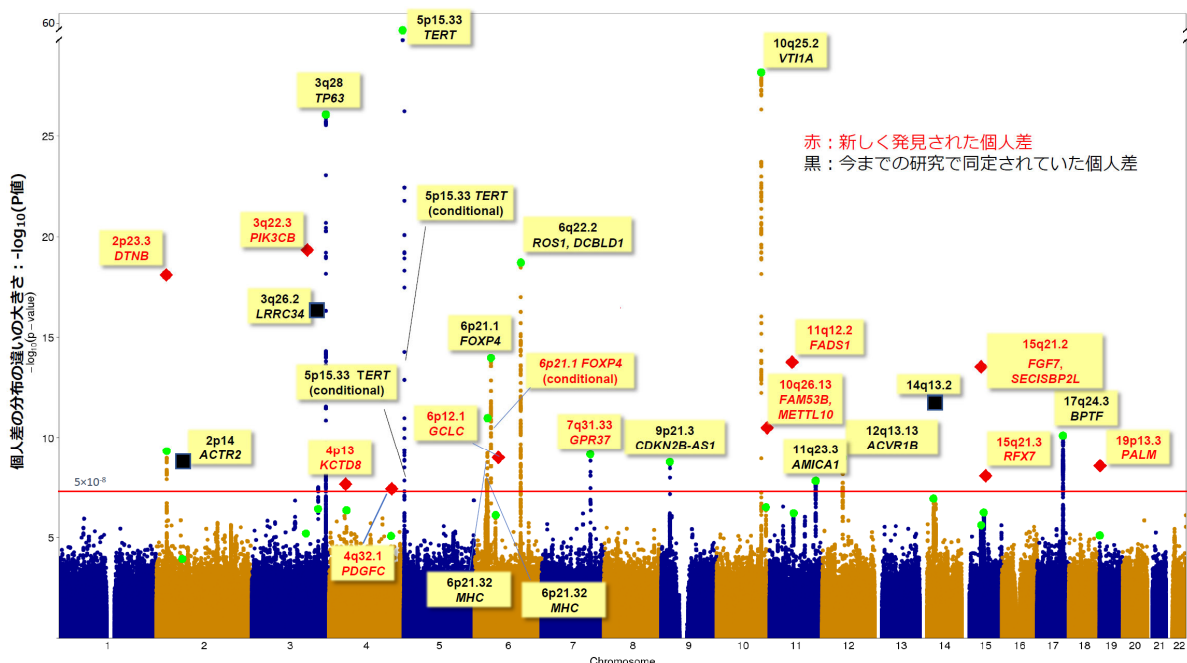 60
5p15.33
TERT
10q25.2
VTI1A
3q28
TP63
25
赤：新しく発見された個人差
黒：今までの研究で同定されていた個人差
5p15.33 TERT
(conditional)
20
2p23.3
DTNB
3q22.3
PIK3CB
6q22.2
ROS1, DCBLD1
3q26.2
LRRC34
15
6p21.1
FOXP4
11q12.2
FADS1
15q21.2
FGF7,
SECISBP2L
6p21.1 FOXP4
(conditional)
5p15.33 TERT
(conditional)
10q26.13
FAM53B,
METTL10
14q13.2
17q24.3
BPTF
10
6p12.1
GCLC
7q31.33
GPR37
9p21.3
CDKN2B-AS1
12q13.13
ACVR1B
2p14
ACTR2
4p13
KCTD8
11q23.3
AMICA1
15q21.3
RFX7
19p13.3
PALM
5×10-8
5
4q32.1
PDGFC
6p21.32
MHC
6p21.32
MHC
個人差の分布の違いの大きさ：-log10(P値)
-log10(p−value)
1 2 3 4 5 6 7 8 9 10 11 12 13 14 15 16 17 18 19 20 21 22
Chromosome